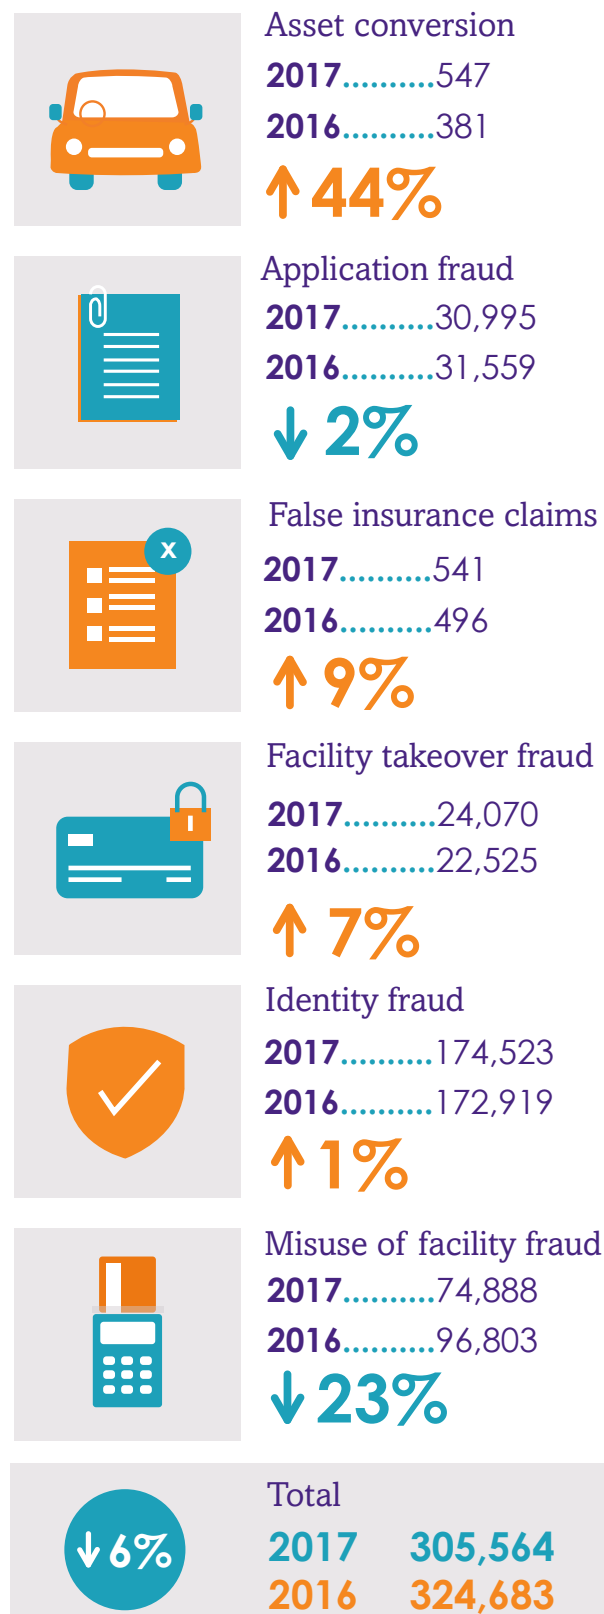 Asset conversion
2017..........547
2016..........381
44%
Application fraud
2017..........30,995
2016..........31,559
2%
x
False insurance claims
2017..........541
2016..........496
9%
Facility takeover fraud
2017..........24,070
2016..........22,525
7%
Identity fraud
2017..........174,523
2016..........172,919
1%
Misuse of facility fraud
2017..........74,888
2016..........96,803
23%
6%
Total
2017 305,564
2016 324,683